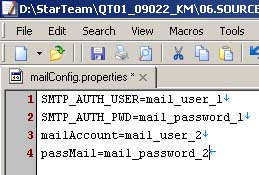 D:\StarTeam\QT01_09022_KM\06.SOURCE
File Edit Search View Macros Tools
mailConfig.properties *
1 SMTP_AUTH_USER=mail_user_1
2 SMTP_AUTH_PWD=mail_password_1
3 mailAccount=mail_user_2
4 passMail=mail_password_2